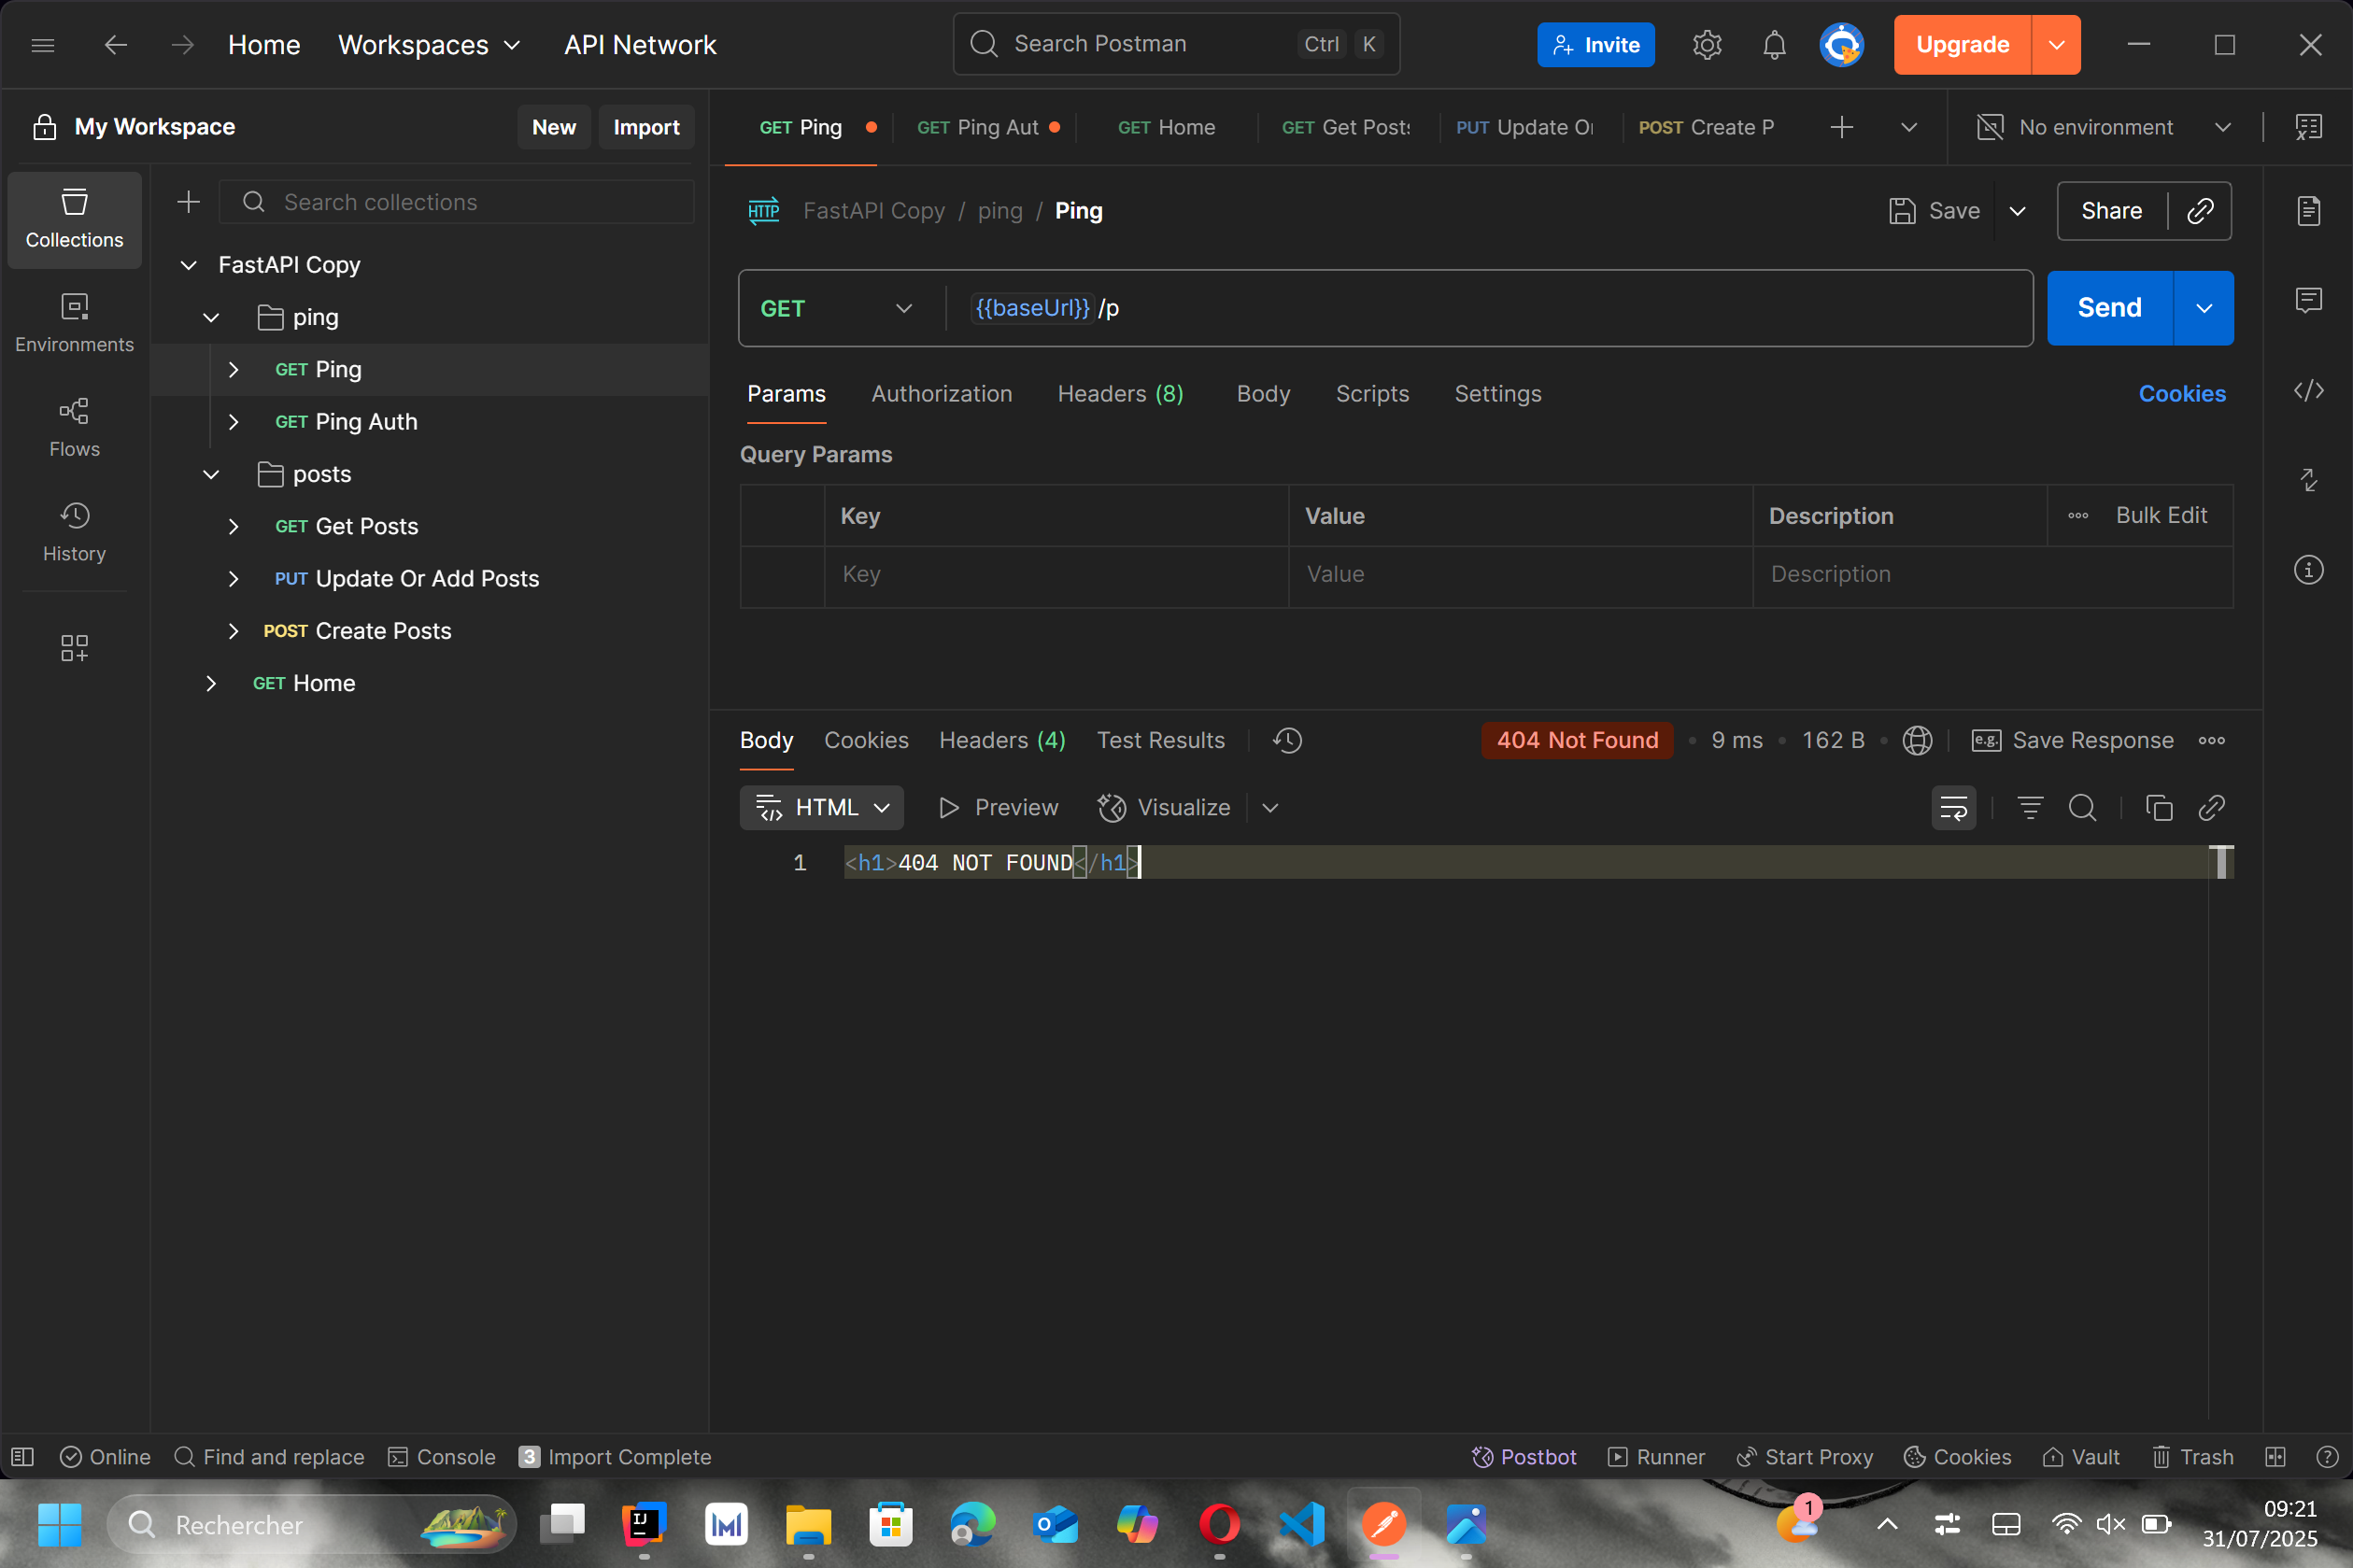 Home Workspaces API Network Search Postman Ctrl K Invite Upgrade
My Workspace New Import GET Ping GET Ping Aut GET Home GET Get Posts PUT Update Or POST Create P No environment
Collections
Environments
Flows
History
Search collections
FastAPI Copy
ping
GET Ping
GET Ping Auth
posts
GET Get Posts
PUT Update Or Add Posts
POST Create Posts
GET Home
HTTP FastAPI Copy / ping / Ping Save Share
GET {{baseUrl}} /p Send
Params Authorization Headers (8) Body Scripts Settings Cookies
Query Params
Key Value Description Bulk Edit
Key Value Description
Body Cookies Headers (4) Test Results 404 Not Found • 9 ms • 162 B • e.g. Save Response
HTML Preview Visualize
1 <h1>404 NOT FOUND</h1>
Online Find and replace Console 3 Import Complete Postbot Runner Start Proxy Cookies Vault Trash
Rechercher IJ 1 09:21
31/07/2025